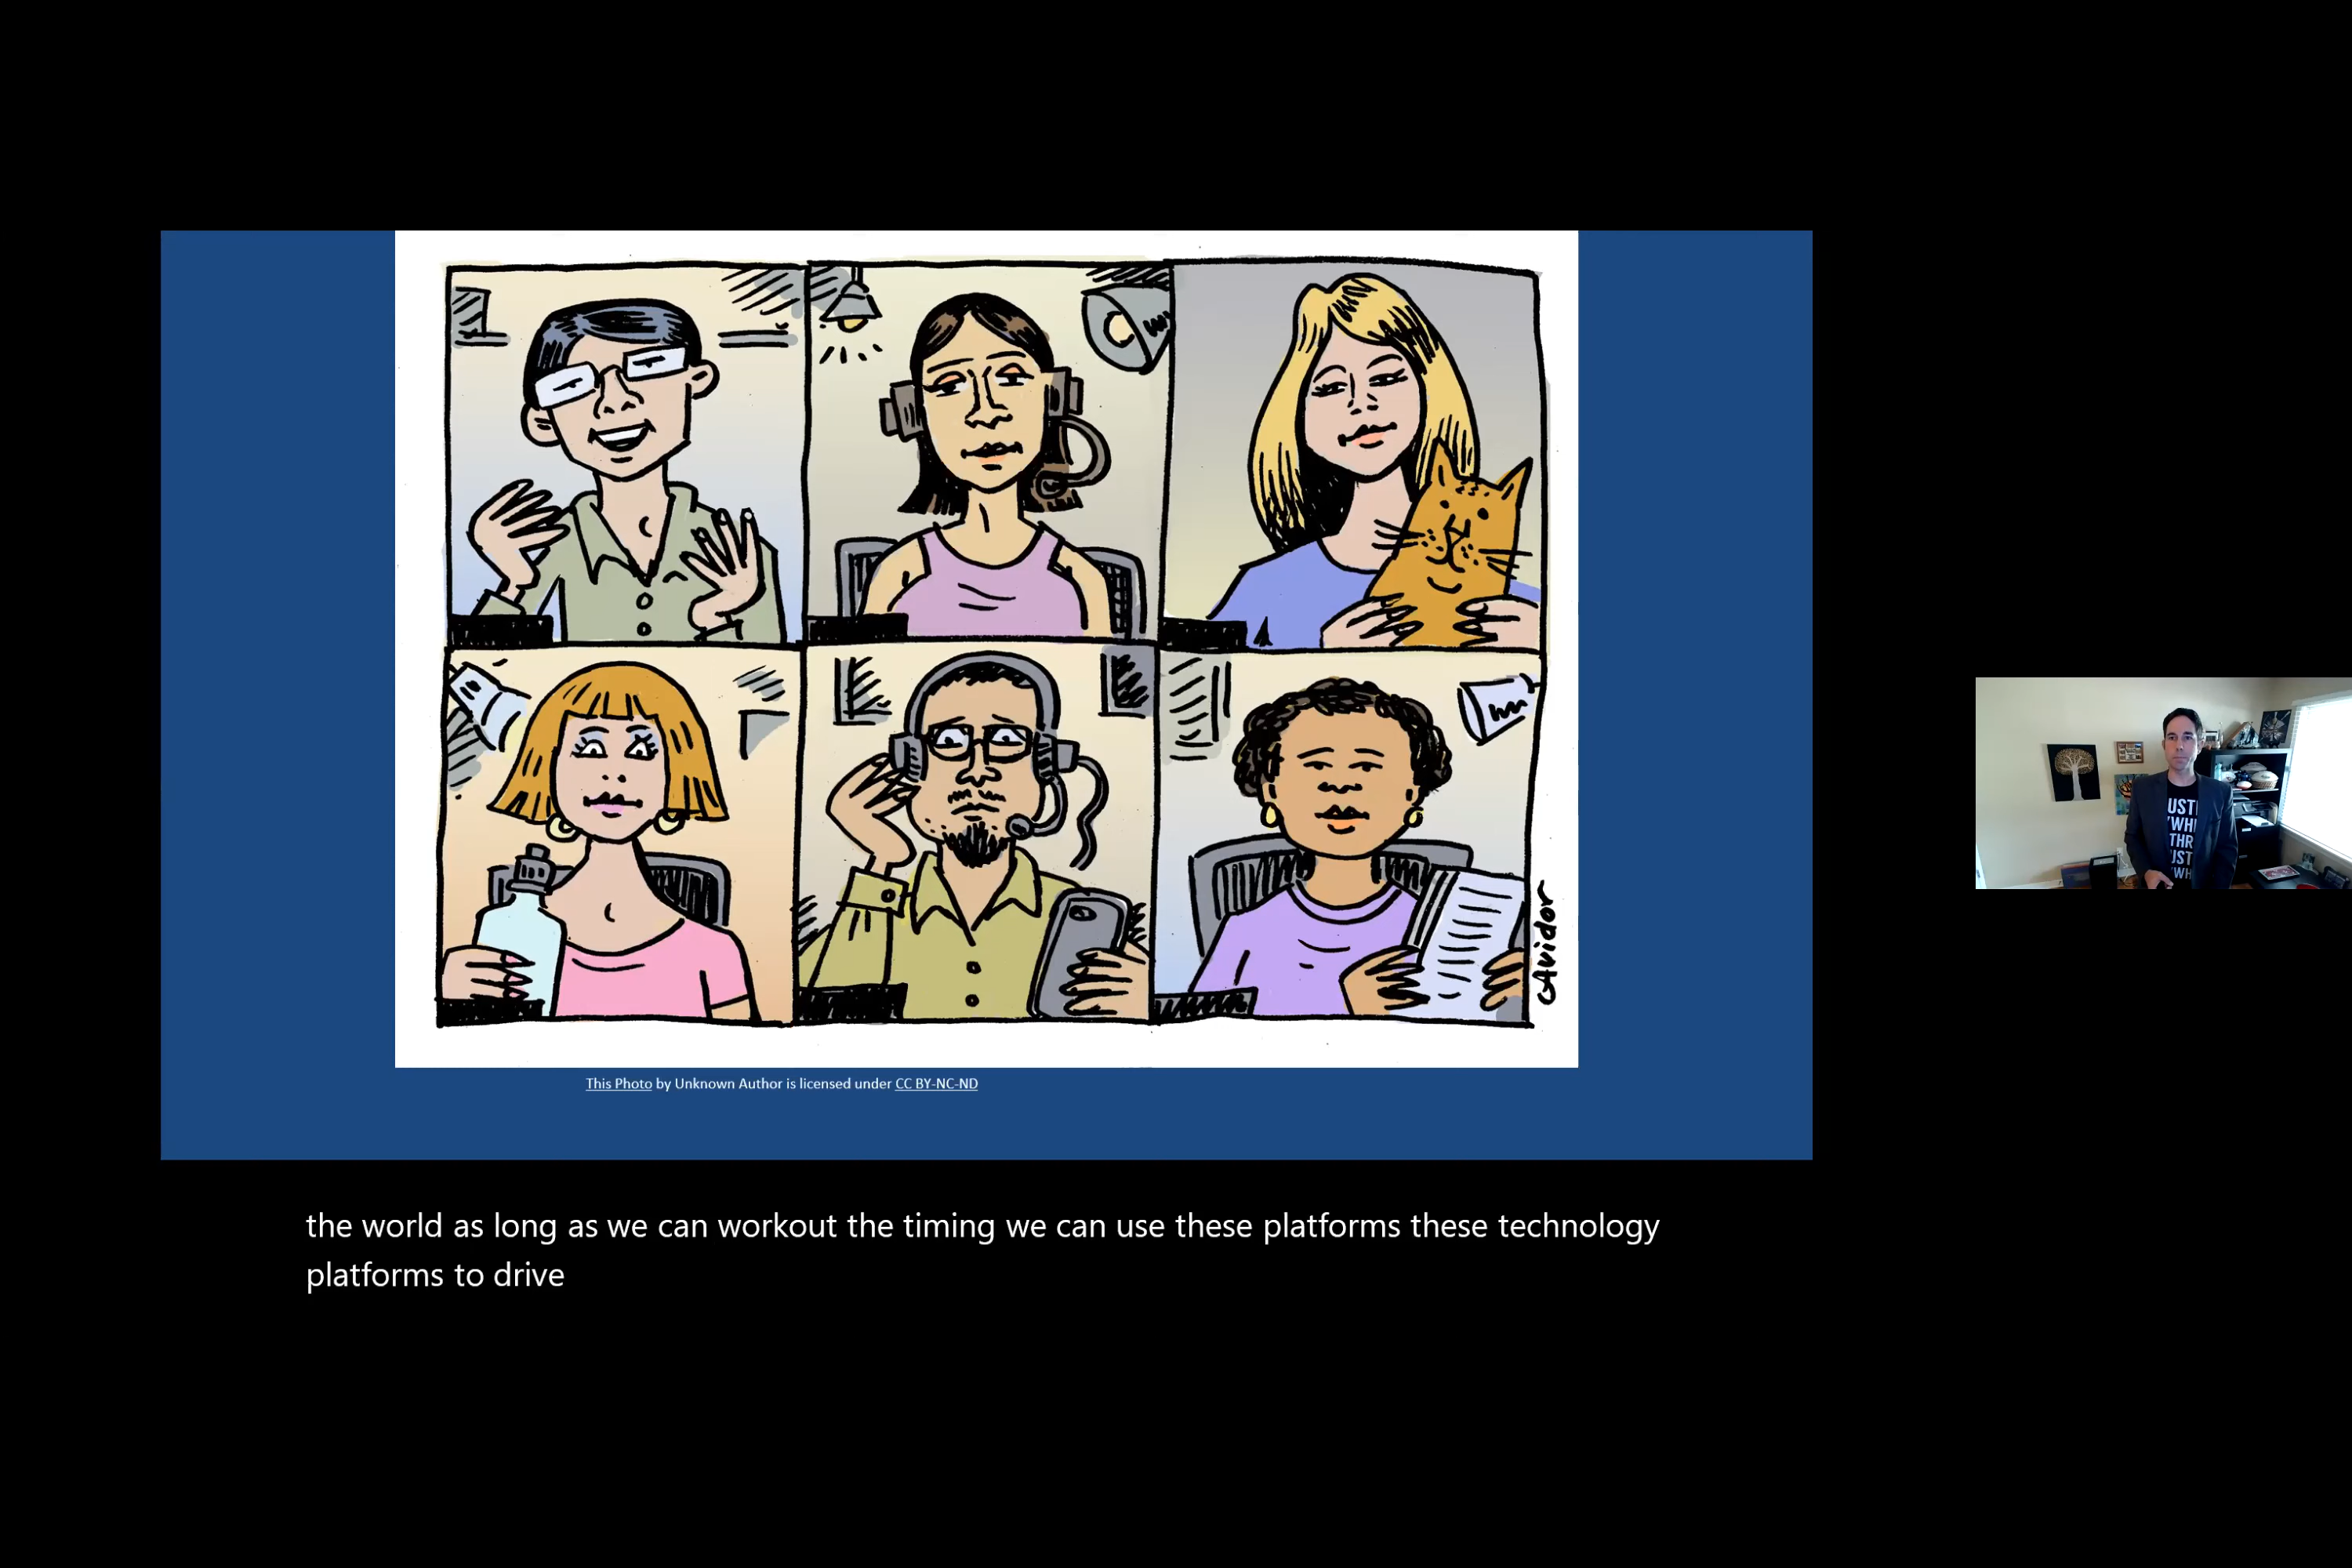 Avidor
This Photo by Unknown Author is licensed under CC BY-NC-ND
the world as long as we can workout the timing we can use these platforms these technology
platforms to drive